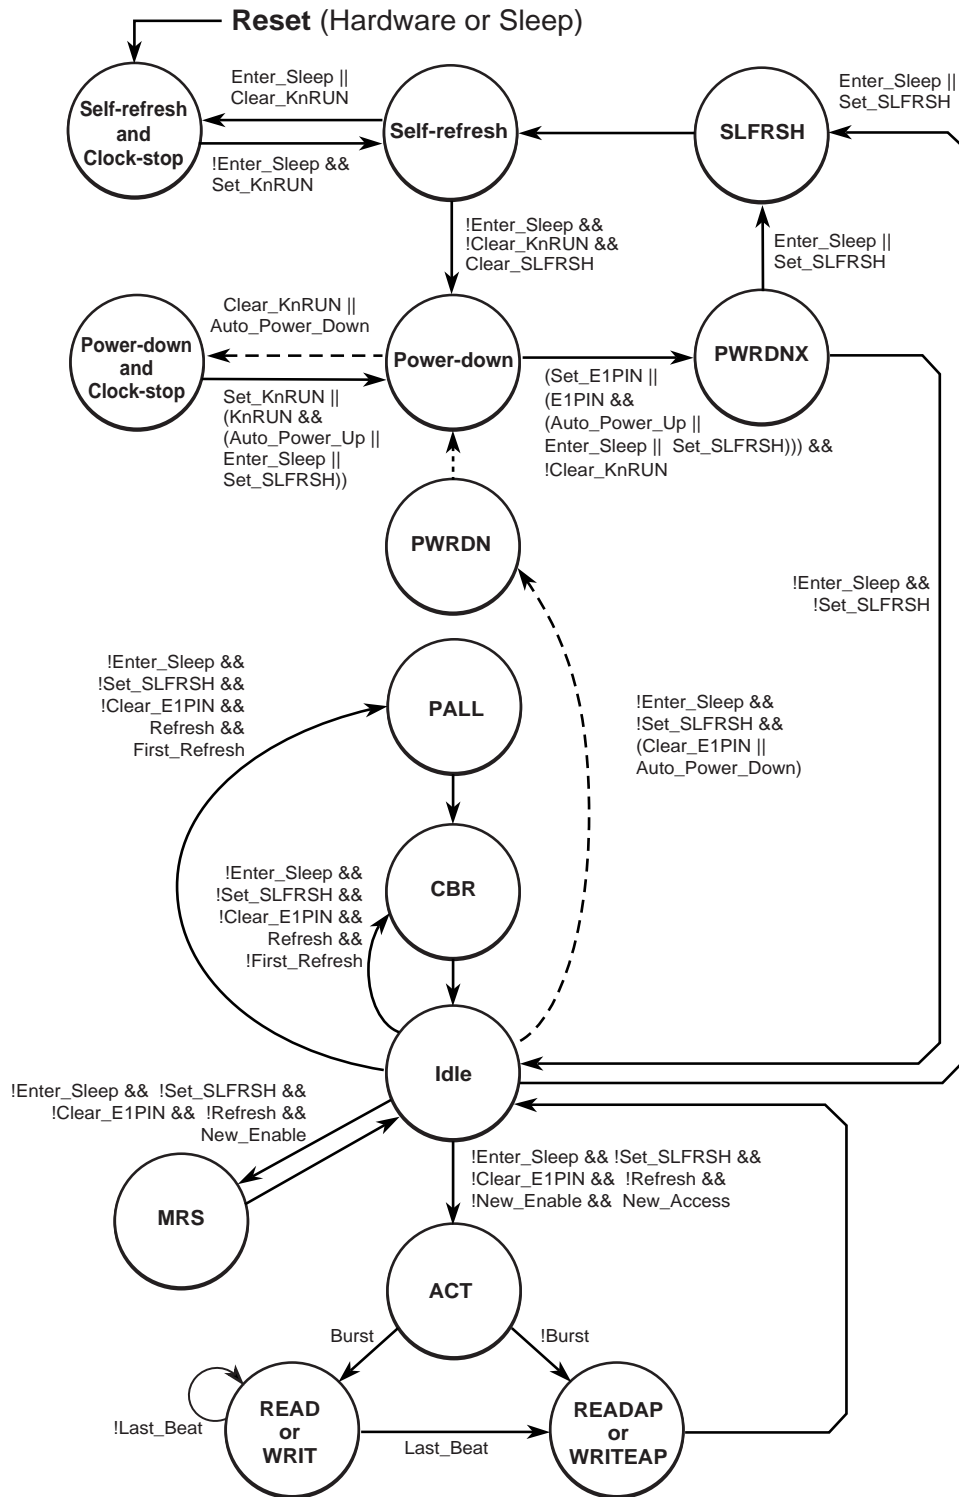 Reset (Hardware or Sleep)
Self-refresh
and
Clock-stop
Enter_Sleep ||
Clear_KnRUN
!Enter_Sleep &&
Set_KnRUN
Self-refresh
SLFRSH
Enter_Sleep ||
Set_SLFRSH
!Enter_Sleep &&
!Clear_KnRUN &&
Clear_SLFRSH
Enter_Sleep ||
Set_SLFRSH
Power-down
and
Clock-stop
Clear_KnRUN ||
Auto_Power_Down
Set_KnRUN ||
(KnRUN &&
(Auto_Power_Up ||
Enter_Sleep ||
Set_SLFRSH))
Power-down
(Set_E1PIN ||
(E1PIN &&
(Auto_Power_Up ||
Enter_Sleep || Set_SLFRSH))) &&
!Clear_KnRUN
PWRDNX
PWRDN
!Enter_Sleep &&
!Set_SLFRSH
!Enter_Sleep &&
!Set_SLFRSH &&
!Clear_E1PIN &&
Refresh &&
First_Refresh
PALL
!Enter_Sleep &&
!Set_SLFRSH &&
(Clear_E1PIN ||
Auto_Power_Down)
!Enter_Sleep &&
!Set_SLFRSH &&
!Clear_E1PIN &&
Refresh &&
!First_Refresh
CBR
Idle
!Enter_Sleep && !Set_SLFRSH &&
!Clear_E1PIN && !Refresh &&
New_Enable
MRS
!Enter_Sleep && !Set_SLFRSH &&
!Clear_E1PIN && !Refresh &&
!New_Enable && New_Access
ACT
Burst
!Burst
!Last_Beat
READ
or
WRIT
Last_Beat
READAP
or
WRITEAP